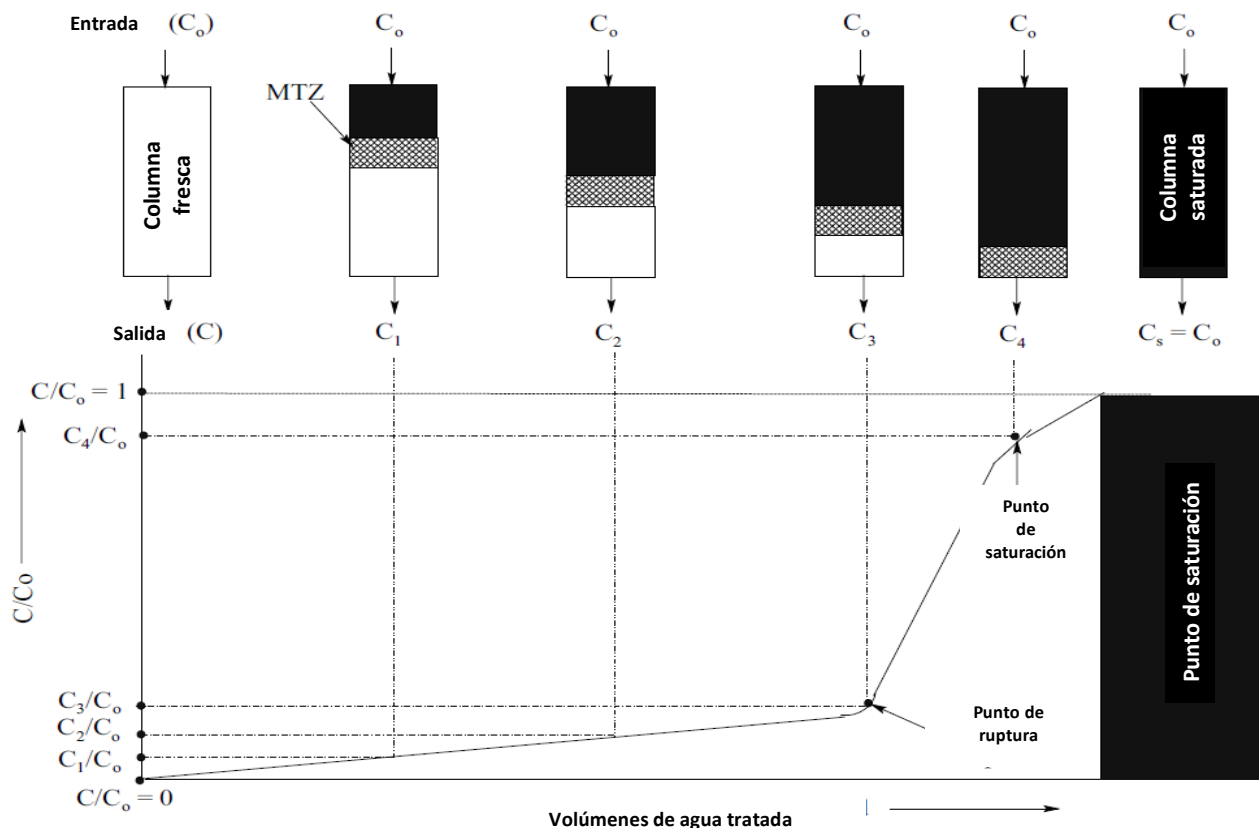 Entrada (Co) Co Co Co Co Co
MTZ
Columna
fresca
Columna
saturada
Salida (C) C1 C2 C3 C4 Cs = Co
C/Co = 1
C4/Co
C/Co
Punto
de
saturación
Punto de saturación
C3/Co
C2/Co
C1/Co
C/Co = 0
Punto de
ruptura
Volúmenes de agua tratada